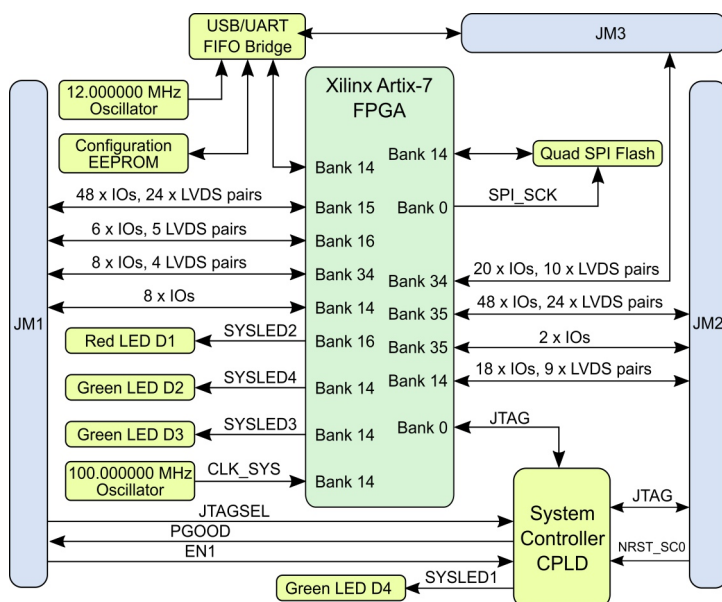 USB/UART
FIFO Bridge
JM3
12.000000 MHz
Oscillator
Configuration
EEPROM
Xilinx Artix-7
FPGA
Bank 14
Bank 14
Quad SPI Flash
SPI_SCK
48 x IOs, 24 x LVDS pairs
Bank 15
Bank 0
6 x IOs, 5 LVDS pairs
Bank 16
8 x IOs, 4 LVDS pairs
Bank 34
Bank 34
20 x IOs, 10 x LVDS pairs
8 x IOs
Bank 14
Bank 35
48 x IOs, 24 x LVDS pairs
JM1
JM2
Red LED D1
SYSLED2
Bank 16
Bank 35
2 x IOs
Green LED D2
SYSLED4
Bank 14
Bank 14
18 x IOs, 9 x LVDS pairs
Green LED D3
SYSLED3
Bank 14
Bank 0
JTAG
100.000000 MHz
Oscillator
CLK_SYS
Bank 14
JTAGSEL
PGOOD
EN1
System
Controller
CPLD
JTAG
NRST_SC0
Green LED D4
SYSLED1